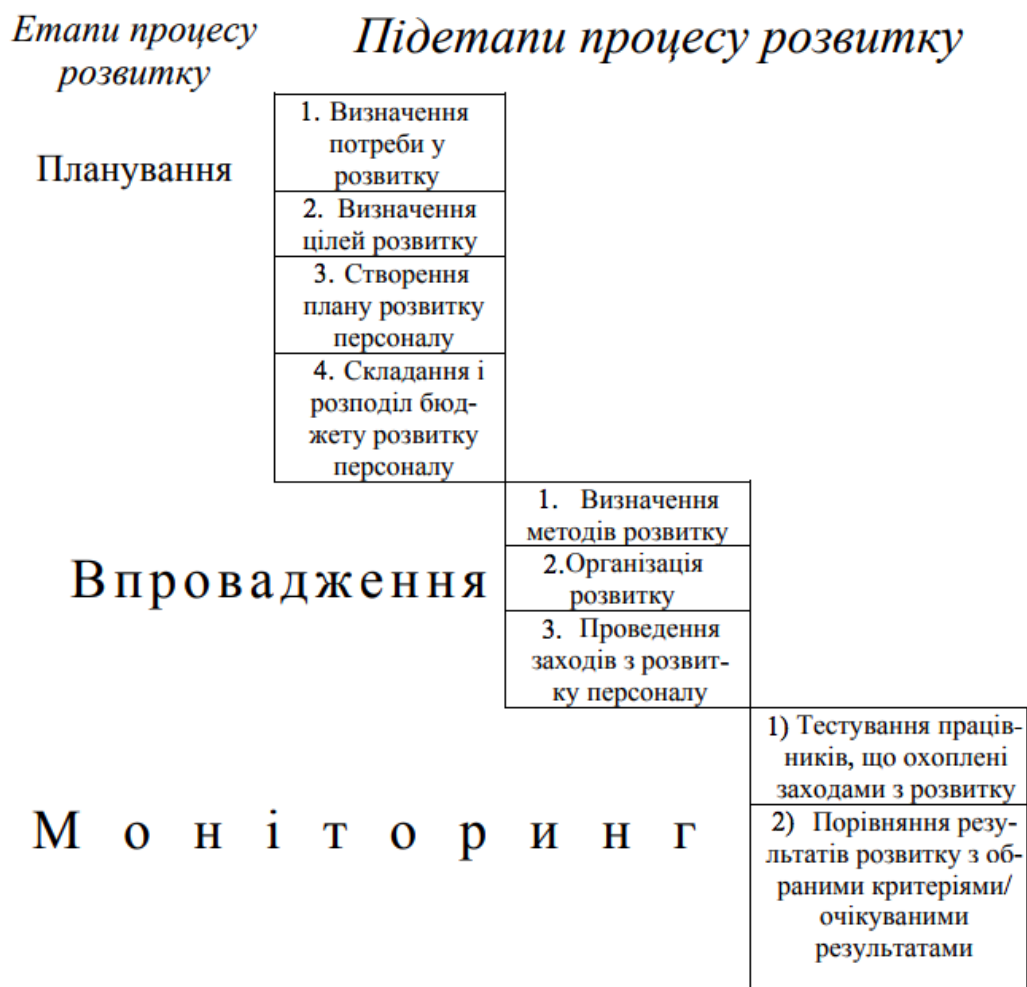 Етапи процесу
розвитку
Підетапи процесу розвитку
Планування
1. Визначення
потреби у
розвитку
2. Визначення
цілей розвитку
3. Створення
плану розвитку
персоналу
4. Складання і
розподіл бюд-
жету розвитку
персоналу
Впровадження
1. Визначення
методів розвитку
2.Організація
розвитку
3. Проведення
заходів з розвит-
ку персоналу
Моніторинг
1) Тестування праців-
ників, що охоплені
заходами з розвитку
2) Порівняння резу-
льтатів розвитку з об-
раними критеріями/
очікуваними
результатами